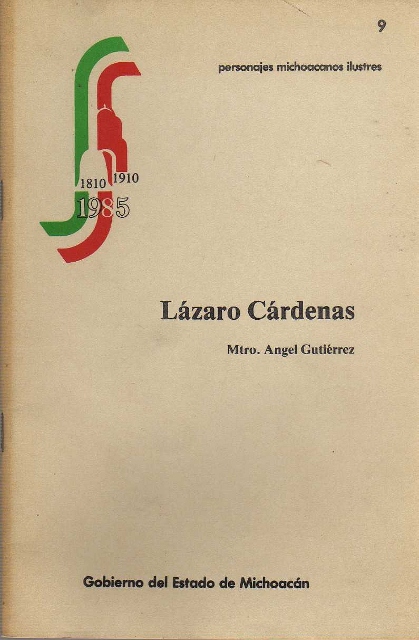 9
personajes michoacanos ilustres
1810 1910
1985
Lázaro Cárdenas
Mtro. Angel Gutiérrez
Gobierno del Estado de Michoacán